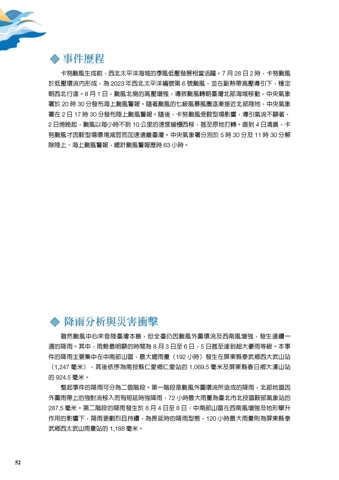 事件歷程
卡努颱風生成前，西北太平洋海域的季風低壓發展相當活躍。7 月 28 日 2 時，卡努颱風
於低壓環流內形成，為 2023 年西北太平洋編號第 6 號颱風，並在副熱帶高壓導引下，穩定
朝西北行進。8 月 1 日，颱風北側的高壓增強，導致颱風轉朝臺灣北部海域移動，中央氣象
署於 20 時 30 分發布海上颱風警報。隨著颱風的七級風暴風圈逐漸接近北部陸地，中央氣象
署在 2 日 17 時 30 分發布陸上颱風警報。隨後，卡努颱風受鞍型場影響，導引氣流不顯著，
2 日傍晚起，颱風以每小時不到 10 公里的速度緩慢西移，甚至原地打轉。直到 4 日清晨，卡
努颱風才因鞍型場環境減弱而加速遠離臺灣。中央氣象署分別於 5 時 30 分及 11 時 30 分解
除陸上、海上颱風警報，總計颱風警報歷時 63 小時。
降雨分析與災害衝擊
雖然颱風中心未登陸臺灣本島，但全臺仍因颱風外圍環流及西南風增強，發生連續一
週的降雨。其中，雨勢最明顯的時間為 8 月 3 日至 6 日，5 日甚至達到超大豪雨等級。本事
件的降雨主要集中在中南部山區，最大總雨量（192 小時）發生在屏東縣泰武鄉西大武山站
（1,247 毫米），其後依序為南投縣仁愛鄉仁愛站的 1,069.5 毫米及屏東縣春日鄉大漢山站
的 924.5 毫米。
整起事件的降雨可分為二個階段。第一階段是颱風外圍環流所造成的降雨，北部地區因
外圍雨帶上的強對流移入而有短延時強降雨，72 小時最大雨量為臺北市北投區鞍部氣象站的
287.5 毫米。第二階段的降雨發生於 8 月 4 日至 8 日，中南部山區在西南風增強及地形舉升
作用的影響下，降雨更劇烈且持續，為長延時的降雨型態，120 小時最大雨量則為屏東縣泰
武鄉西大武山雨量站的 1,188 毫米。
52